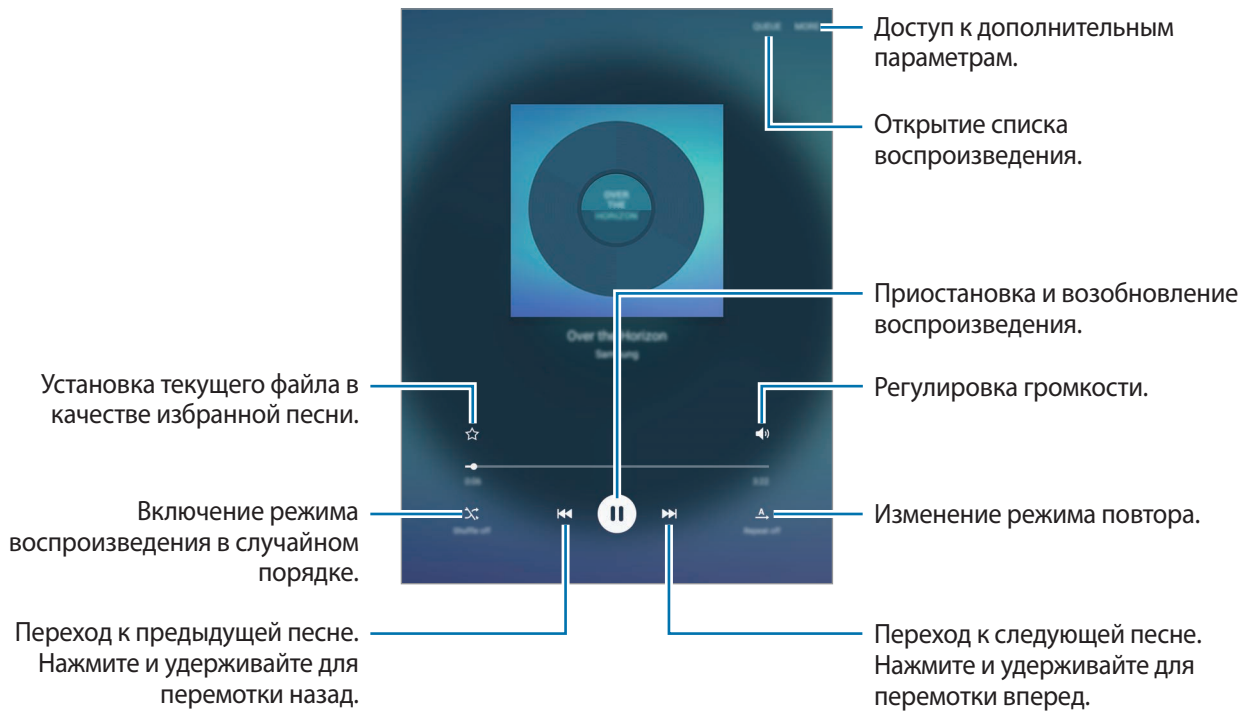 QUEUE MORE
Доступ к дополнительным
параметрам.
Открытие списка
воспроизведения.
OVER
THE
HORIZON
Приостановка и возобновление
воспроизведения.
Over the Horizon
Samsung
Установка текущего файла в
качестве избранной песни.
Регулировка громкости.
Включение режима
воспроизведения в случайном
порядке.
Shuffle off
A
Repeat off
Изменение режима повтора.
Переход к предыдущей песне.
Нажмите и удерживайте для
перемотки назад.
Переход к следующей песне.
Нажмите и удерживайте для
перемотки вперед.